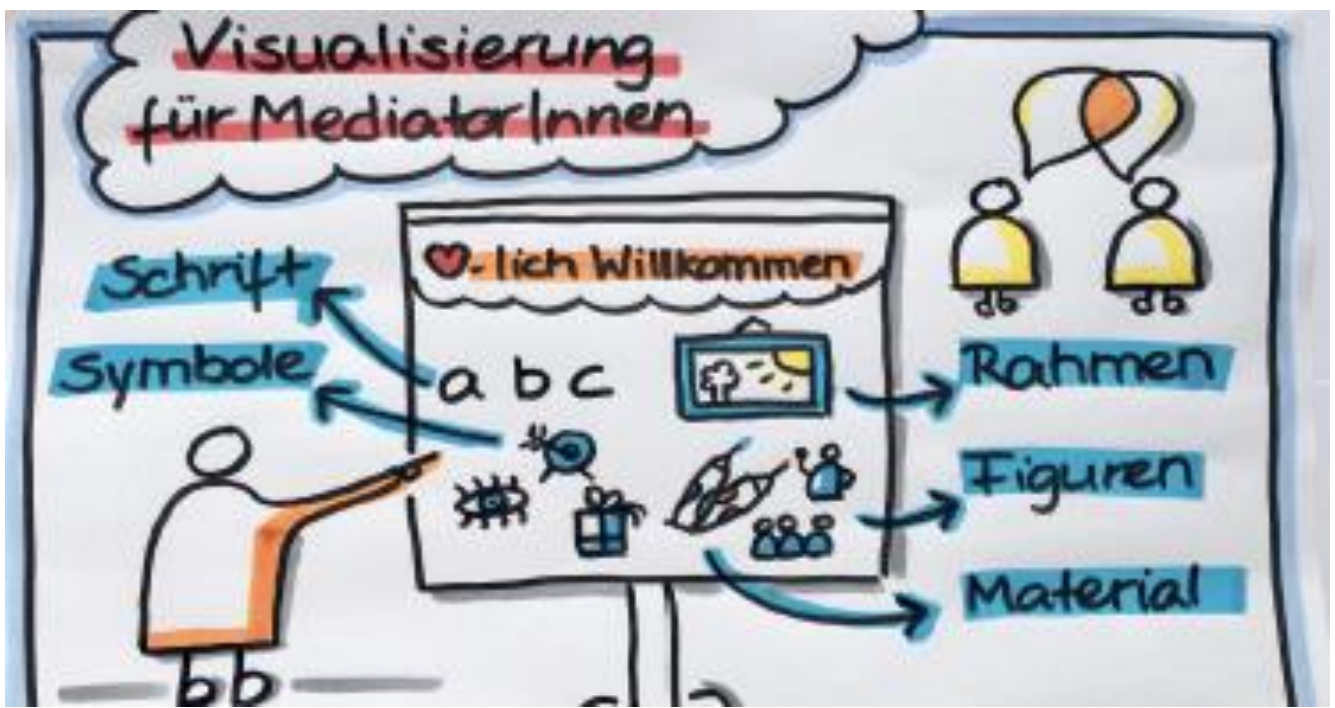 Visualisierung
für MediatorInnen
Schrift
Symbole
-lich Willkommen
a b c
Rahmen
Figuren
Material